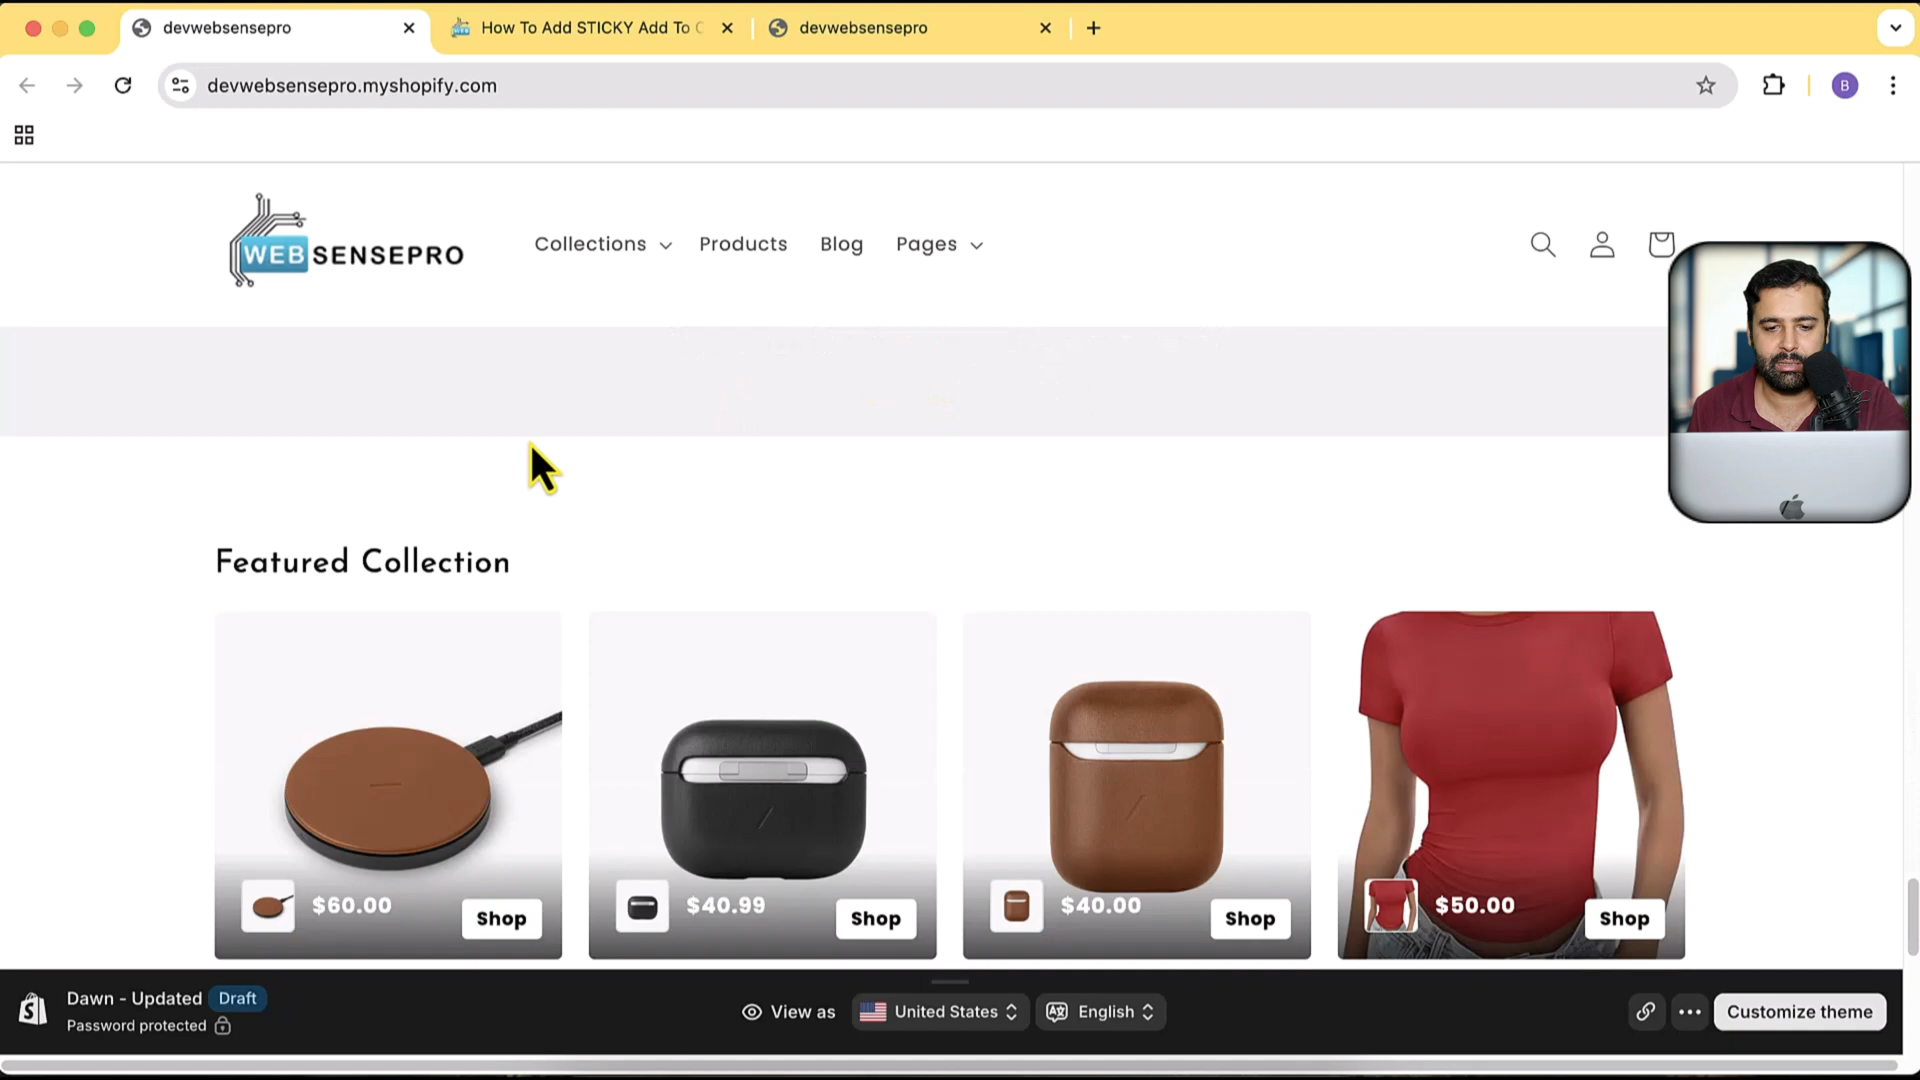 devwebsensepro
How To Add STICKY Add To C
devwebsensepro
devwebsensepro.myshopify.com
B
WEBSENSEPRO
Collections
Products
Blog
Pages
Featured Collection
$60.00
Shop
$40.99
Shop
$40.00
Shop
$50.00
Shop
Dawn - Updated
Draft
Password protected
View as
United States
English
Customize theme